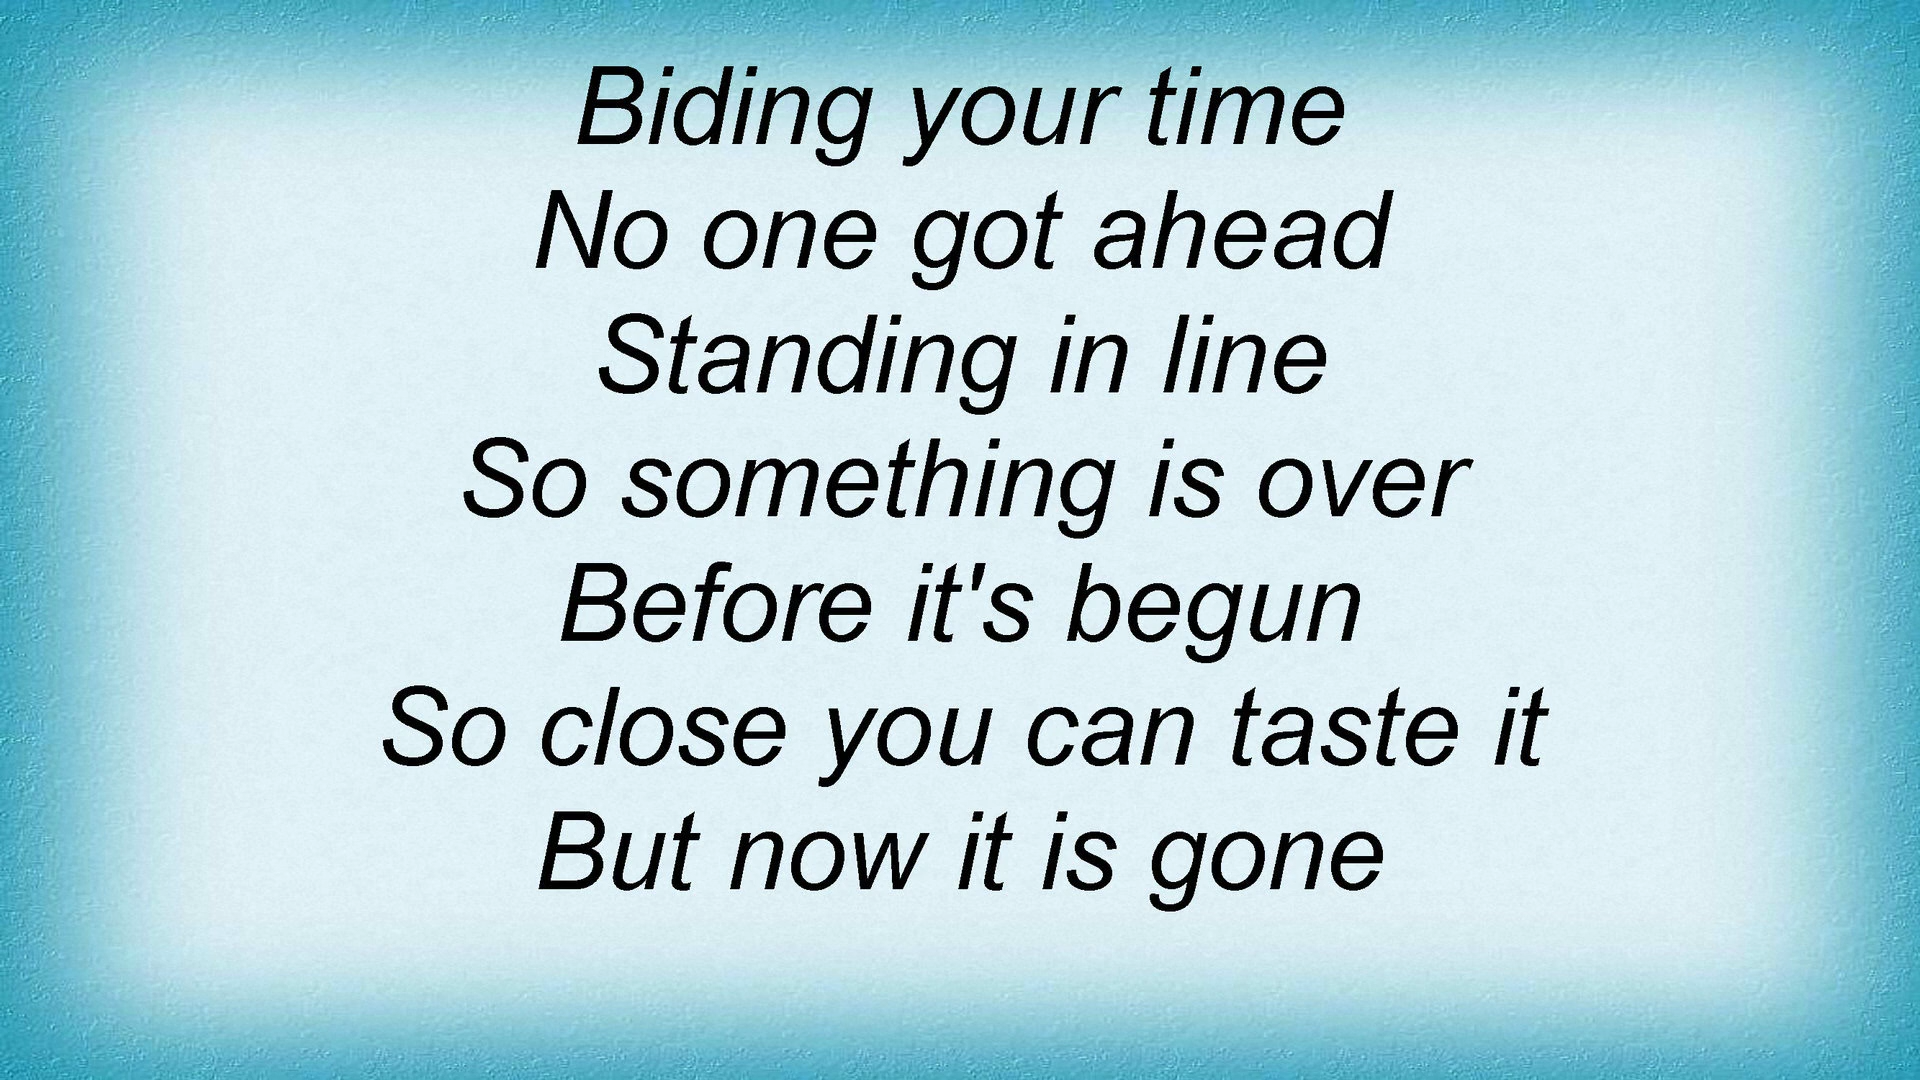 Biding your time
No one got ahead
Standing in line
So something is over
Before it's begun
So close you can taste it
But now it is gone